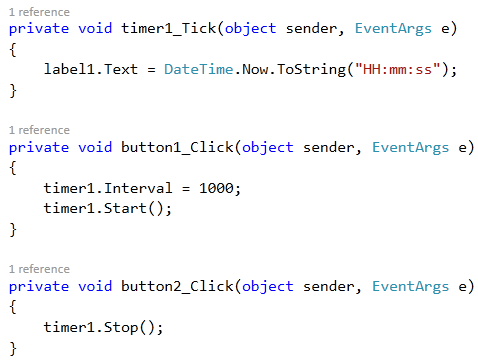 1 reference
private void timer1_Tick(object sender, EventArgs e)
{
    label1.Text = DateTime.Now.ToString("HH:mm:ss");
}
1 reference
private void button1_Click(object sender, EventArgs e)
{
    timer1.Interval = 1000;
    timer1.Start();
}
1 reference
private void button2_Click(object sender, EventArgs e)
{
    timer1.Stop();
}